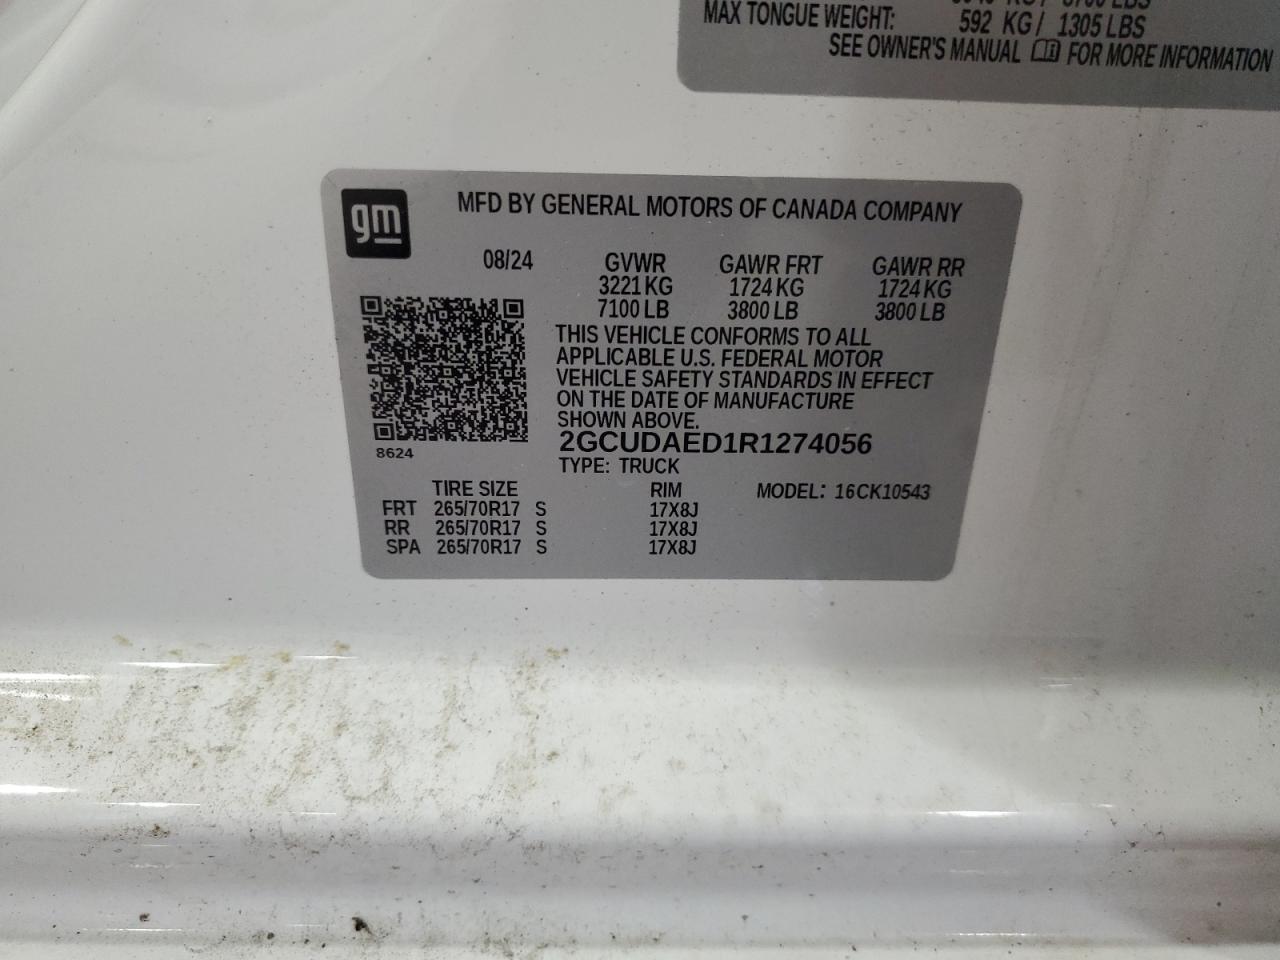 MAX TONGUE WEIGHT: 592 KG / 1305 LBS
SEE OWNER'S MANUAL FOR MORE INFORMATION
gm
MFD BY GENERAL MOTORS OF CANADA COMPANY
08/24 GVWR GAWR FRT GAWR RR
3221 KG 1724 KG 1724 KG
7100 LB 3800 LB 3800 LB
THIS VEHICLE CONFORMS TO ALL
APPLICABLE U.S. FEDERAL MOTOR
VEHICLE SAFETY STANDARDS IN EFFECT
ON THE DATE OF MANUFACTURE
SHOWN ABOVE.
2GCUDAED1R1274056
8624
TYPE: TRUCK
TIRE SIZE RIM MODEL: 16CK10543
FRT 265/70R17 S 17X8J
RR 265/70R17 S 17X8J
SPA 265/70R17 S 17X8J